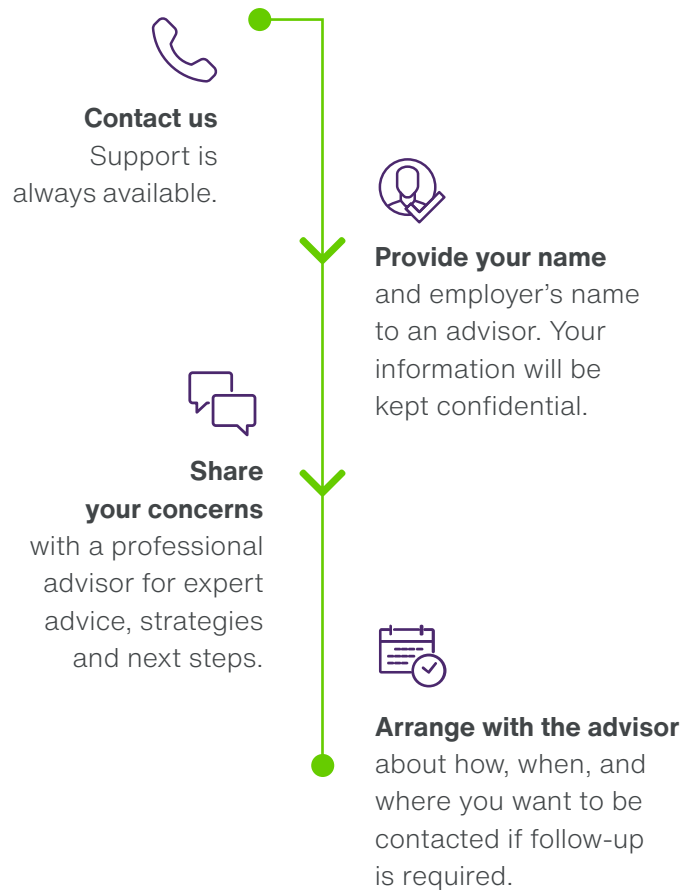 Contact us
Support is
always available.
Provide your name
and employer’s name
to an advisor. Your
information will be
kept confidential.
Share
your concerns
with a professional
advisor for expert
advice, strategies
and next steps.
Arrange with the advisor
about how, when, and
where you want to be
contacted if follow-up
is required.